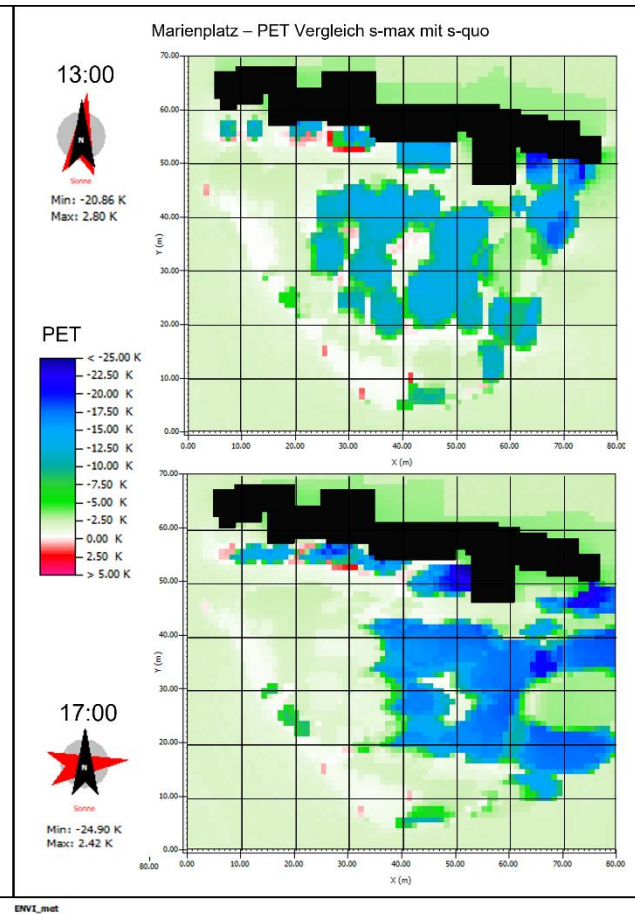 Marienplatz – PET Vergleich s-max mit s-quo
13:00
N
Sonne
Min: -20.86 K
Max: 2.80 K
70.00
60.00
50.00
40.00
30.00
20.00
10.00
0.00
Y (m)
0.00 10.00 20.00 30.00 40.00 50.00 60.00 70.00 80.00
X (m)
PET
< -25.00 K
-22.50 K
-20.00 K
-17.50 K
-15.00 K
-12.50 K
-10.00 K
-7.50 K
-5.00 K
-2.50 K
0.00 K
2.50 K
> 5.00 K
17:00
N
Sonne
Min: -24.90 K
Max: 2.42 K
70.00
60.00
50.00
40.00
30.00
20.00
10.00
0.00
Y (m)
80.00 0.00 10.00 20.00 30.00 40.00 50.00 60.00 70.00 80.00
X (m)
ENVI_met